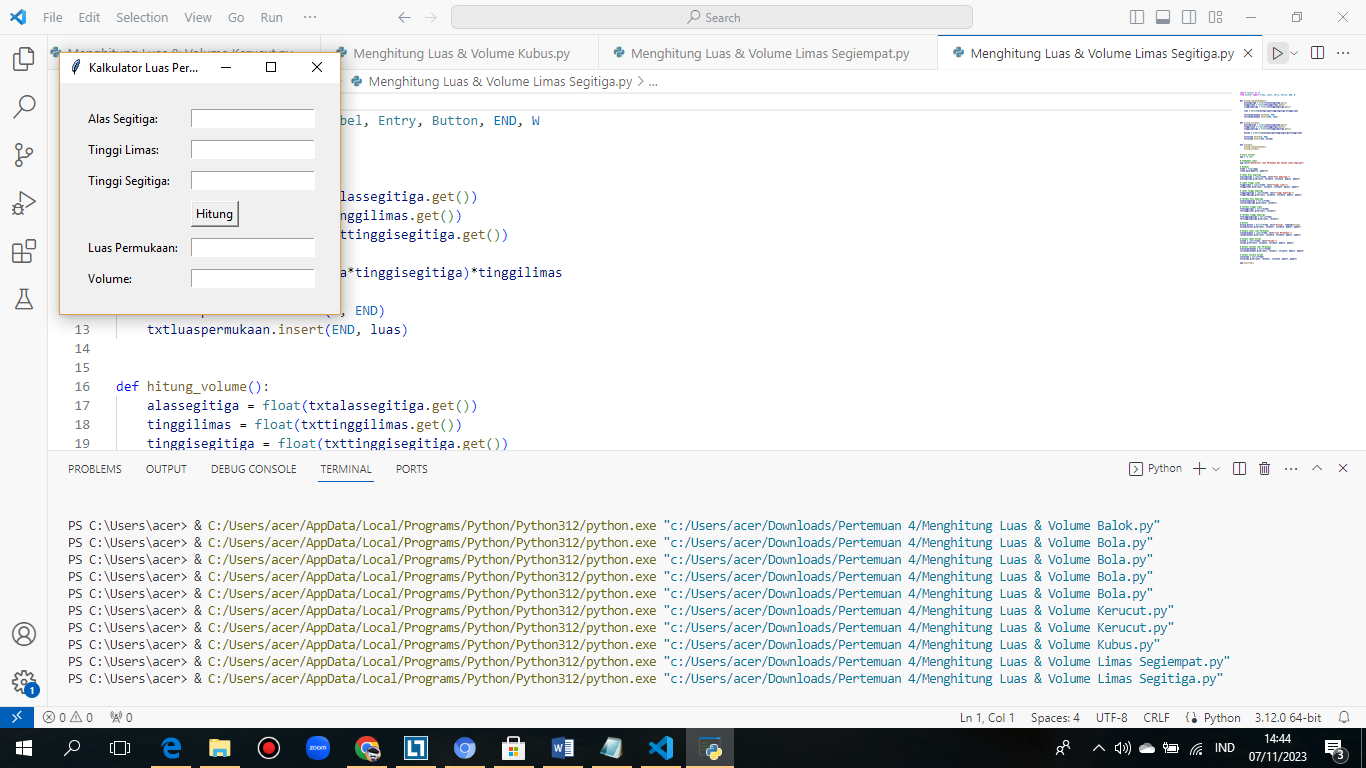 File Edit Selection View Go Run ··· Search
Menghitung Luas & Volume Kerucut.py Menghitung Luas & Volume Kubus.py Menghitung Luas & Volume Limas Segiempat.py Menghitung Luas & Volume Limas Segitiga.py
Menghitung Luas & Volume Limas Segitiga.py > ...
Kalkulator Luas Per...
Alas Segitiga:
Tinggi Limas:
Tinggi Segitiga:
Hitung
Luas Permukaan:
Volume:
bel, Entry, Button, END, W
alassegitiga.get())
nggilimas.get())
ttinggisegitiga.get())
a*tinggisegitiga)*tinggilimas
, END)
13 txtluaspermukaan.insert(END, luas)
14
15
16 def hitung_volume():
17 alassegitiga = float(txtalassegitiga.get())
18 tinggilimas = float(txttinggilimas.get())
19 tinggisegitiga = float(txttinggisegitiga.get())
PROBLEMS OUTPUT DEBUG CONSOLE TERMINAL PORTS Python
PS C:\Users\acer> & C:/Users/acer/AppData/Local/Programs/Python/Python312/python.exe "c:/Users/acer/Downloads/Pertemuan 4/Menghitung Luas & Volume Balok.py"
PS C:\Users\acer> & C:/Users/acer/AppData/Local/Programs/Python/Python312/python.exe "c:/Users/acer/Downloads/Pertemuan 4/Menghitung Luas & Volume Bola.py"
PS C:\Users\acer> & C:/Users/acer/AppData/Local/Programs/Python/Python312/python.exe "c:/Users/acer/Downloads/Pertemuan 4/Menghitung Luas & Volume Bola.py"
PS C:\Users\acer> & C:/Users/acer/AppData/Local/Programs/Python/Python312/python.exe "c:/Users/acer/Downloads/Pertemuan 4/Menghitung Luas & Volume Bola.py"
PS C:\Users\acer> & C:/Users/acer/AppData/Local/Programs/Python/Python312/python.exe "c:/Users/acer/Downloads/Pertemuan 4/Menghitung Luas & Volume Bola.py"
PS C:\Users\acer> & C:/Users/acer/AppData/Local/Programs/Python/Python312/python.exe "c:/Users/acer/Downloads/Pertemuan 4/Menghitung Luas & Volume Kerucut.py"
PS C:\Users\acer> & C:/Users/acer/AppData/Local/Programs/Python/Python312/python.exe "c:/Users/acer/Downloads/Pertemuan 4/Menghitung Luas & Volume Kerucut.py"
PS C:\Users\acer> & C:/Users/acer/AppData/Local/Programs/Python/Python312/python.exe "c:/Users/acer/Downloads/Pertemuan 4/Menghitung Luas & Volume Kubus.py"
PS C:\Users\acer> & C:/Users/acer/AppData/Local/Programs/Python/Python312/python.exe "c:/Users/acer/Downloads/Pertemuan 4/Menghitung Luas & Volume Limas Segiempat.py"
PS C:\Users\acer> & C:/Users/acer/AppData/Local/Programs/Python/Python312/python.exe "c:/Users/acer/Downloads/Pertemuan 4/Menghitung Luas & Volume Limas Segitiga.py"
1
0 0 0 Ln 1, Col 1 Spaces: 4 UTF-8 CRLF Python 3.12.0 64-bit
zoom IND 14:44
07/11/2023 3